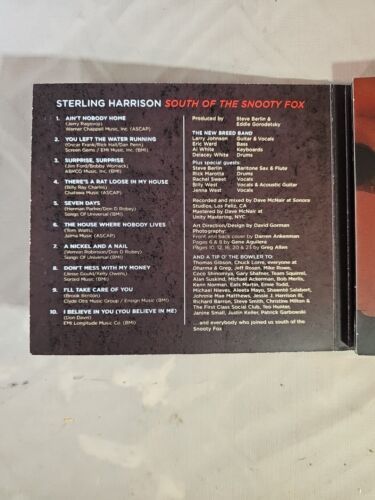 STERLING HARRISON SOUTH OF THE SNOOTY FOX
1. AIN'T NOBODY HOME
(Jerry Ragovoy)
Warner Chappell Music, Inc. (ASCAP)
2. YOU LEFT THE WATER RUNNING
(Oscar Frank/Rick Hall/Dan Penn)
Screen Gems / EMI Music, Inc. (BMI)
3. SURPRISE, SURPRISE
(Jim Ford/Bobby Womack)
ABKCO Music, Inc. (BMI)
4. THERE'S A RAT LOOSE IN MY HOUSE
(Billy Ray Charles)
Chateea Music (ASCAP)
5. SEVEN DAYS
(Herman Parker/Don D Robey)
Songs Of Universal (BMI)
6. THE HOUSE WHERE NOBODY LIVES
(Tom Waits)
Jalma Music (ASCAP)
7. A NICKEL AND A NAIL
(Vernon Robinson/Don D Robey)
Songs Of Universal (BMI)
8. DON'T MESS WITH MY MONEY
Music (BMI)
9. I'LL TAKE CARE OF YOU
(Brook Benton)
Clyde Otis Music Group / Ensign Music (BMI)
10. I BELIEVE IN YOU (YOU BELIEVE IN ME)
(Don Davis)
EMI Longitude Music Co. (BMI)
Produced by Steve Berlin &
Eddie Gorodetsky
THE NEW BREED BAND
Larry Johnson Guitar & Vocals
Eric Ward Bass
Al White Keyboards
Delacey White Drums
Plus special guests:
Steve Berlin Baritone Sax & Flute
Rick Marotta Drums
Rachel Sweet Vocals
Billy West Vocals & Acoustic Guitar
Jenna West Vocals
Recorded and mixed by Dave McNair at Sonora
Studios, Los Feliz, CA
Mastered by Dave McNair at
Unity Mastering, NYC
Art Direction/Design by David Gorman
Photography:
Front and back cover by Darren Ankenman
Pages 6 & 8 by Gene Aguilera
Pages 10, 12, 16, 20 & 23 by Greg Allen
AND A TIP OF THE BOWLER TO:
Thomas Gibson, Chuck Lorre, everyone at
Dharma & Greg, Jeff Rosen, Mike Rowe,
Coco Shinomiya, Gary Shafner, Team Squirrel,
Alan Suskind, Michael Ackerman, Bob Merlis,
Kenn Norman, Eats Martin, Ernie Todd,
Michael Nieves, Aleeta Mayo, Shawnté Salabert,
Johnnie Mae Matthews, Jessie J. Harrison III,
Richard Barron, Steve Smith, Christine Milton &
The First Class Social Club, Teo Hunter,
Janine Small, Justin Keller, Patrick Garbowski
...and everybody who joined us south of the
Snooty Fox